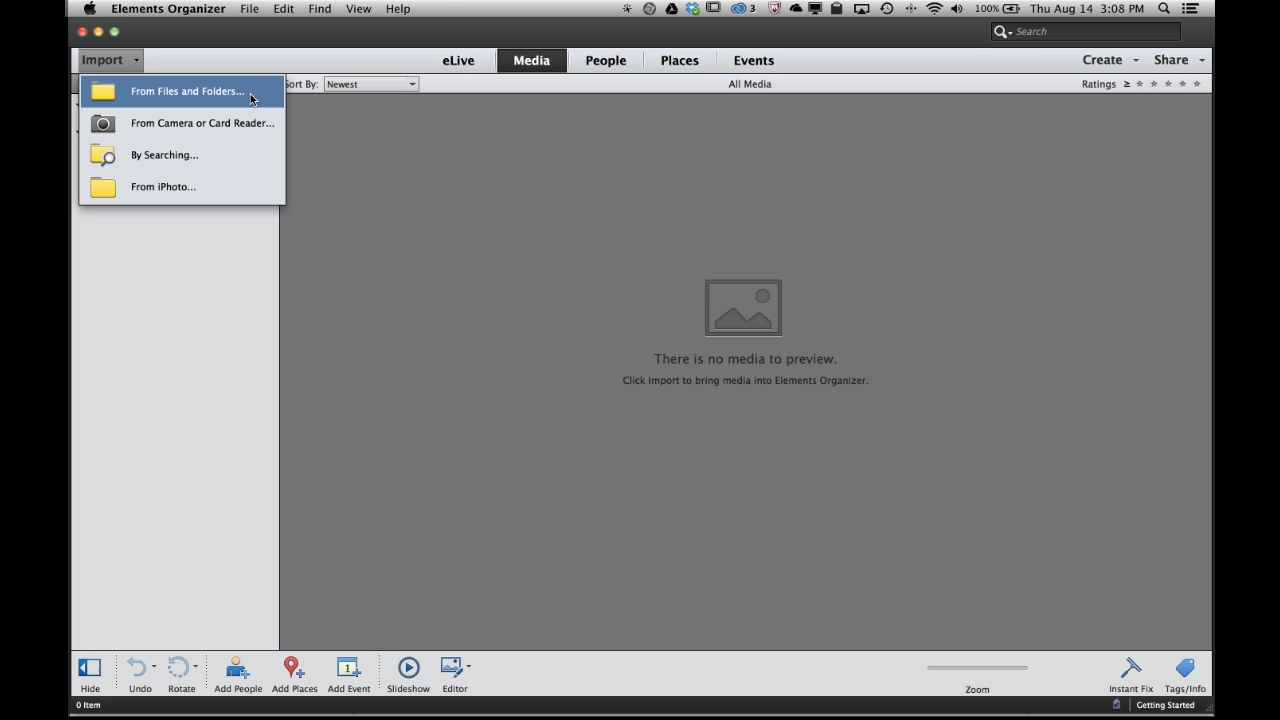 Elements Organizer File Edit Find View Help 3 100% Thu Aug 14 3:08 PM
Search
Import eLive Media People Places Events Create Share
Sort By: Newest All Media Ratings ≥
From Files and Folders...
From Camera or Card Reader...
By Searching...
From iPhoto...
There is no media to preview.
Click Import to bring media into Elements Organizer.
1
Hide Undo Rotate Add People Add Places Add Event Slideshow Editor Zoom Instant Fix Tags/Info
0 Item Getting Started